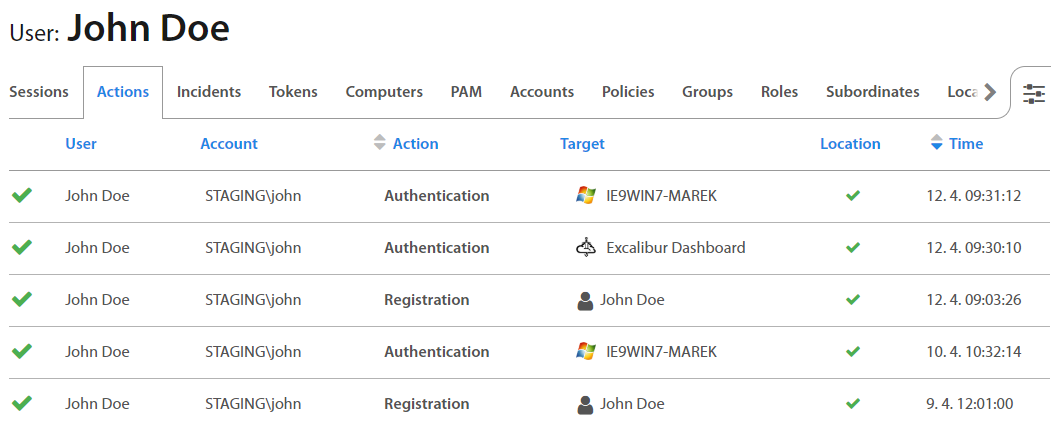 User: John Doe
Sessions Actions Incidents Tokens Computers PAM Accounts Policies Groups Roles Subordinates Loca
User Account Action Target Location Time
John Doe STAGING\john Authentication IE9WIN7-MAREK 12. 4. 09:31:12
John Doe STAGING\john Authentication Excalibur Dashboard 12. 4. 09:30:10
John Doe STAGING\john Registration John Doe 12. 4. 09:03:26
John Doe STAGING\john Authentication IE9WIN7-MAREK 10. 4. 10:32:14
John Doe STAGING\john Registration John Doe 9. 4. 12:01:00